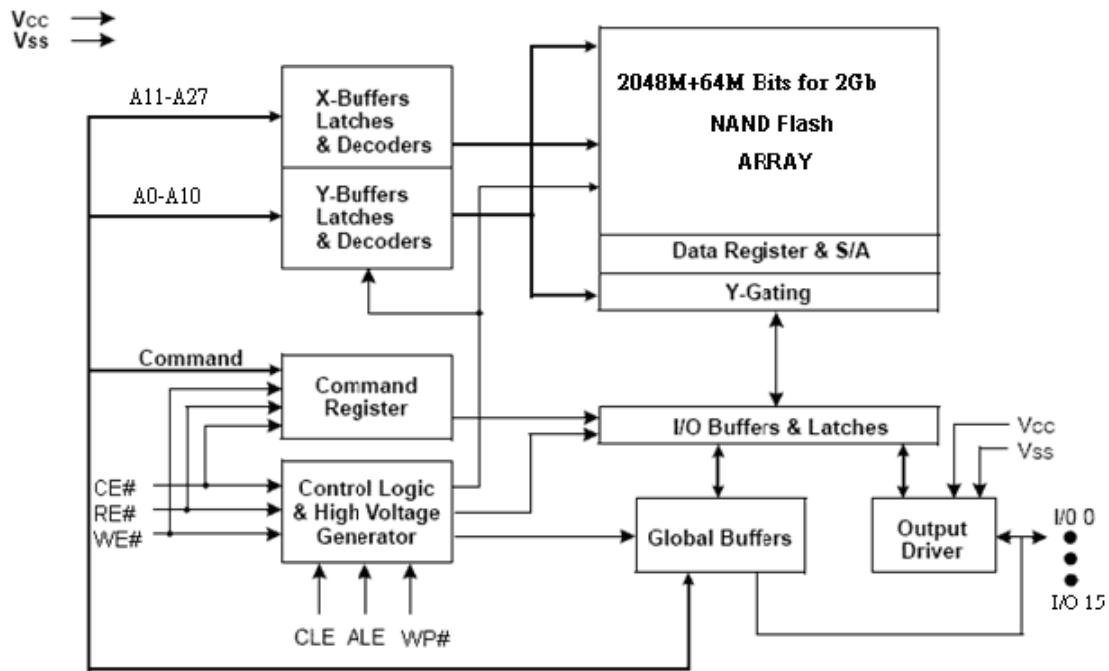 Vcc
Vss
A11-A27
X-Buffers
Latches
& Decoders
A0-A10
Y-Buffers
Latches
& Decoders
2048M+64M Bits for 2Gb
NAND Flash
ARRAY
Data Register & S/A
Y-Gating
Command
Command
Register
I/O Buffers & Latches
Vcc
Vss
CE#
RE#
WE#
Control Logic
& High Voltage
Generator
Global Buffers
Output
Driver
I/0 0
I/O 15
CLE ALE WP#